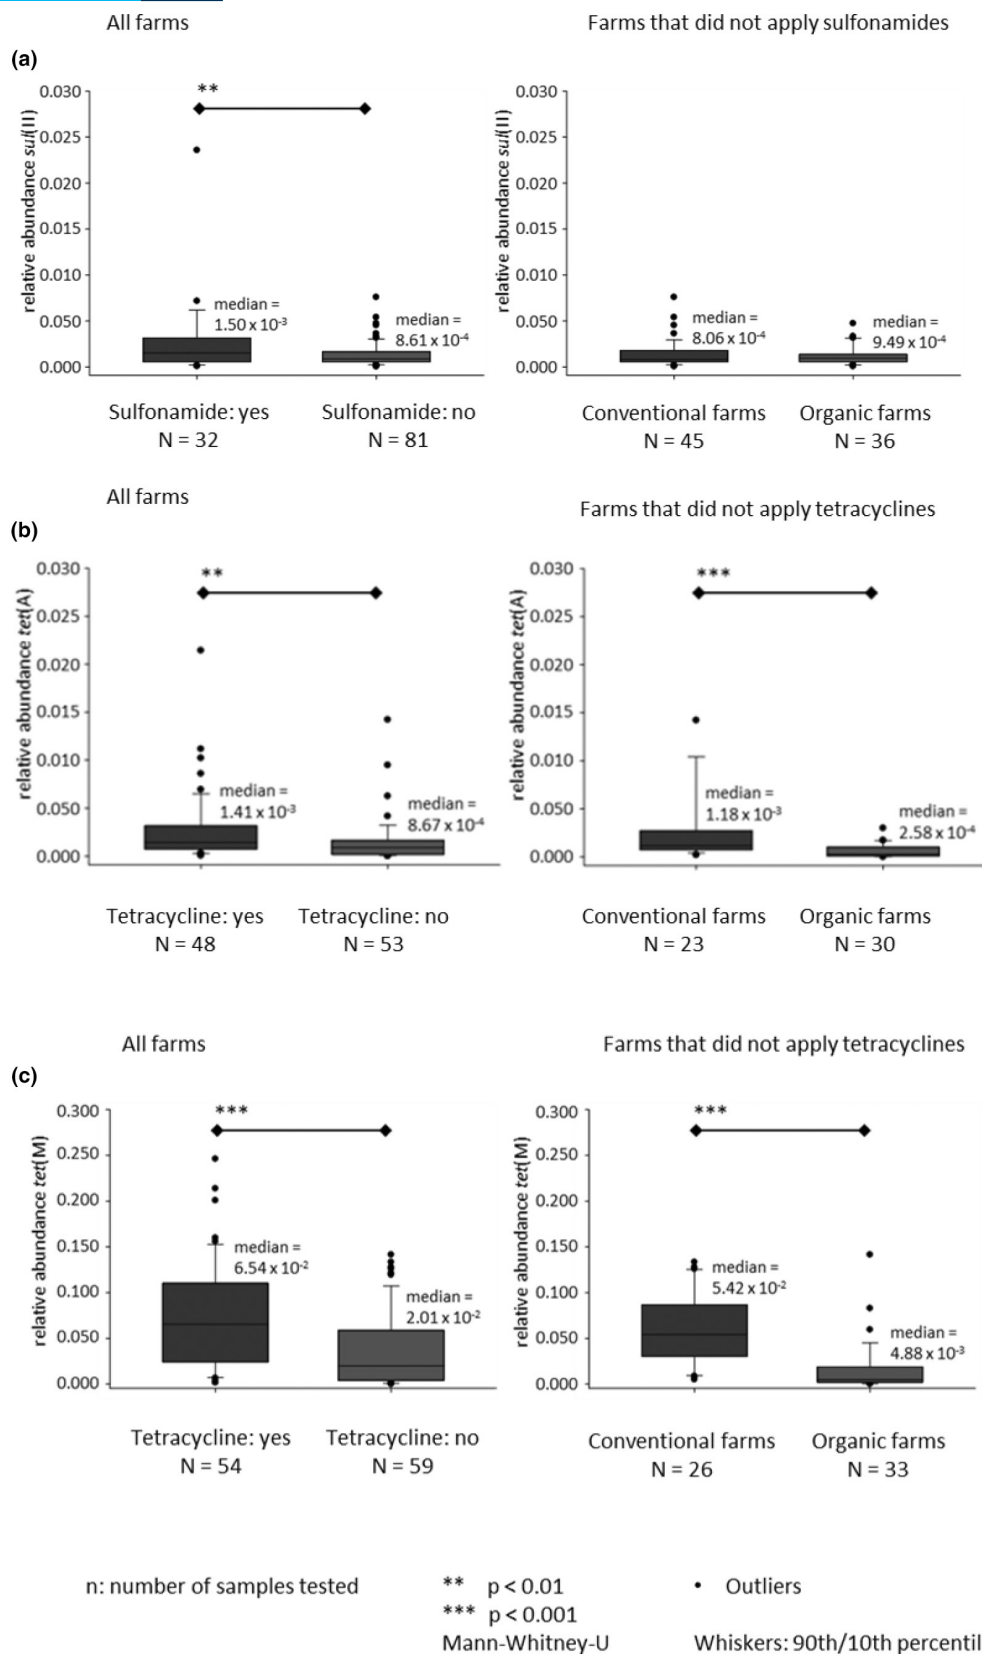 All farms
Farms that did not apply sulfonamides
(a)
**
0.030
0.025
0.020
0.015
0.010
0.050
0.000
relative abundance sul(II)
median =
1.50 x 10-3
median =
8.61 x 10-4
0.030
0.025
0.020
0.015
0.010
0.050
0.000
relative abundance sul(II)
median =
8.06 x 10-4
median =
9.49 x 10-4
Sulfonamide: yes
N = 32
Sulfonamide: no
N = 81
Conventional farms
N = 45
Organic farms
N = 36
All farms
Farms that did not apply tetracyclines
(b)
**
0.030
0.025
0.020
0.015
0.010
0.050
0.000
relative abundance tet(A)
median =
1.41 x 10-3
median =
8.67 x 10-4
***
0.030
0.025
0.020
0.015
0.010
0.050
0.000
relative abundance tet(A)
median =
1.18 x 10-3
median =
2.58 x 10-4
Tetracycline: yes
N = 48
Tetracycline: no
N = 53
Conventional farms
N = 23
Organic farms
N = 30
All farms
Farms that did not apply tetracyclines
(c)
***
0.300
0.250
0.200
0.150
0.100
0.050
0.000
relative abundance tet(M)
median =
6.54 x 10-2
median =
2.01 x 10-2
***
0.300
0.250
0.200
0.150
0.100
0.050
0.000
relative abundance tet(M)
median =
5.42 x 10-2
median =
4.88 x 10-3
Tetracycline: yes
N = 54
Tetracycline: no
N = 59
Conventional farms
N = 26
Organic farms
N = 33
n: number of samples tested
** p < 0.01
*** p < 0.001
Mann-Whitney-U
• Outliers
Whiskers: 90th/10th percentil